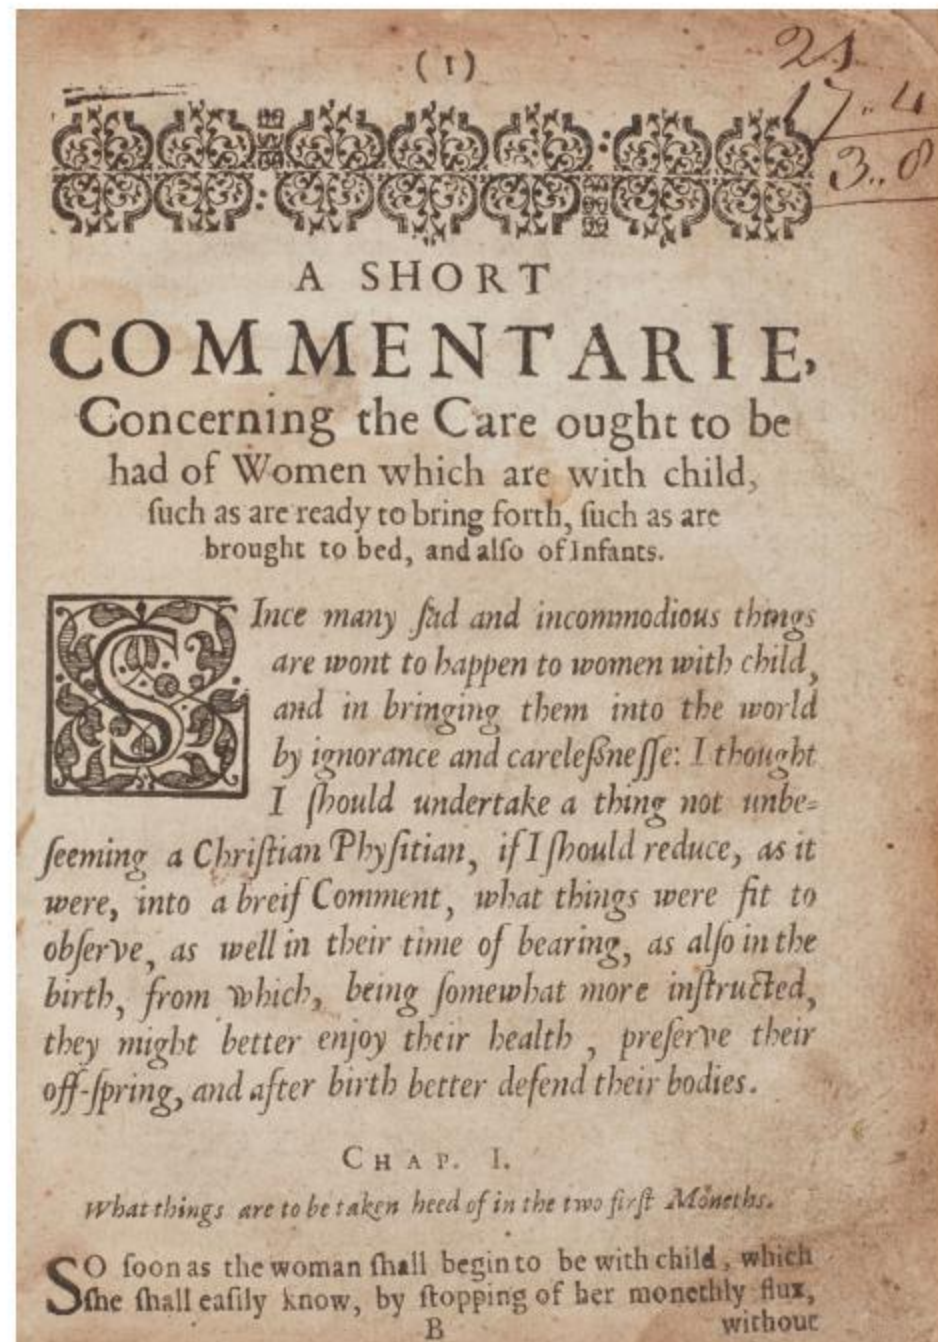 (1)
21
17..4
3..8
A SHORT
COMMENTARIE,
Concerning the Care ought to be
had of Women which are with child,
ſuch as are ready to bring forth, ſuch as are
brought to bed, and alſo of Infants.
SInce many ſad and incommodious things
are wont to happen to women with child,
and in bringing them into the world
by ignorance and careleßneſſe: I thought
I ſhould undertake a thing not unbe=
ſeeming a Chriſtian Phyſitian, if I ſhould reduce, as it
were, into a breif Comment, what things were fit to
obſerve, as well in their time of bearing, as alſo in the
birth, from which, being ſomewhat more inſtructed,
they might better enjoy their health, preſerve their
off-ſpring, and after birth better defend their bodies.
CHAP. I.
What things are to be taken heed of in the two firſt Moneths.
SO ſoon as the woman ſhall begin to be with child, which
ſhe ſhall eaſily know, by ſtopping of her monethly flux,
B without